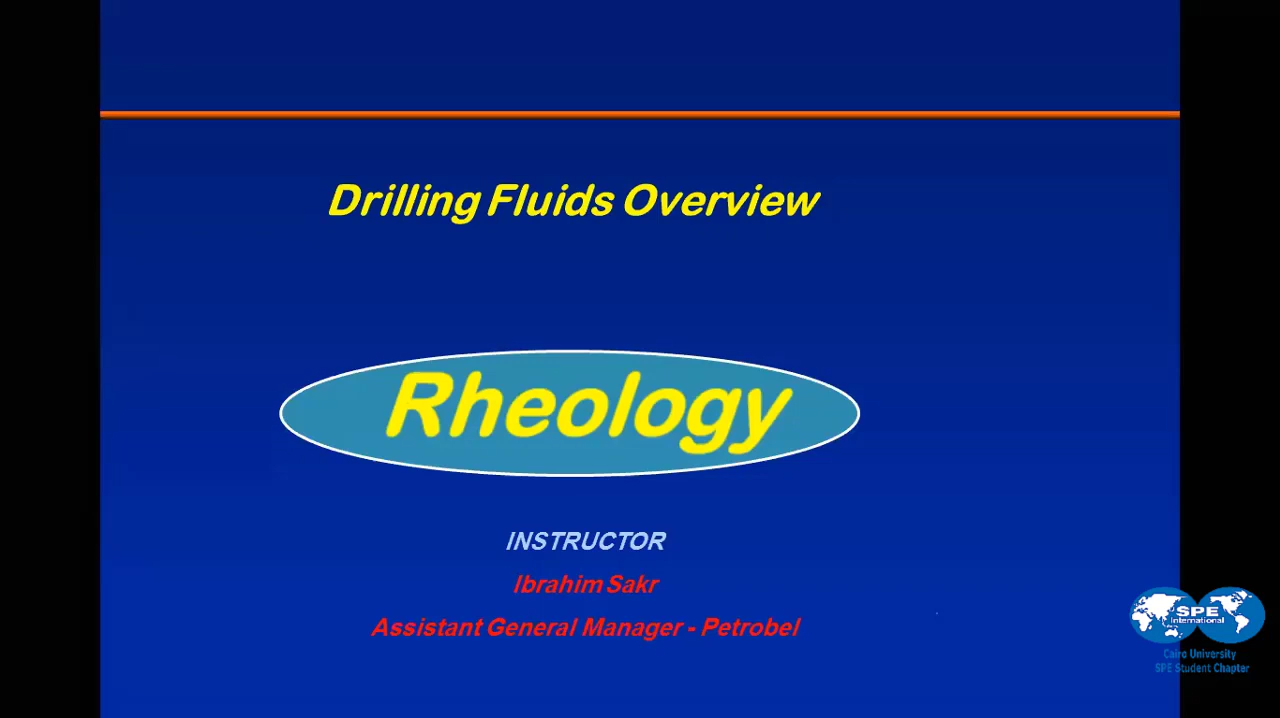 Drilling Fluids Overview
Rheology
INSTRUCTOR
Ibrahim Sakr
Assistant General Manager - Petrobel
SPE
International
Cairo University
SPE Student Chapter